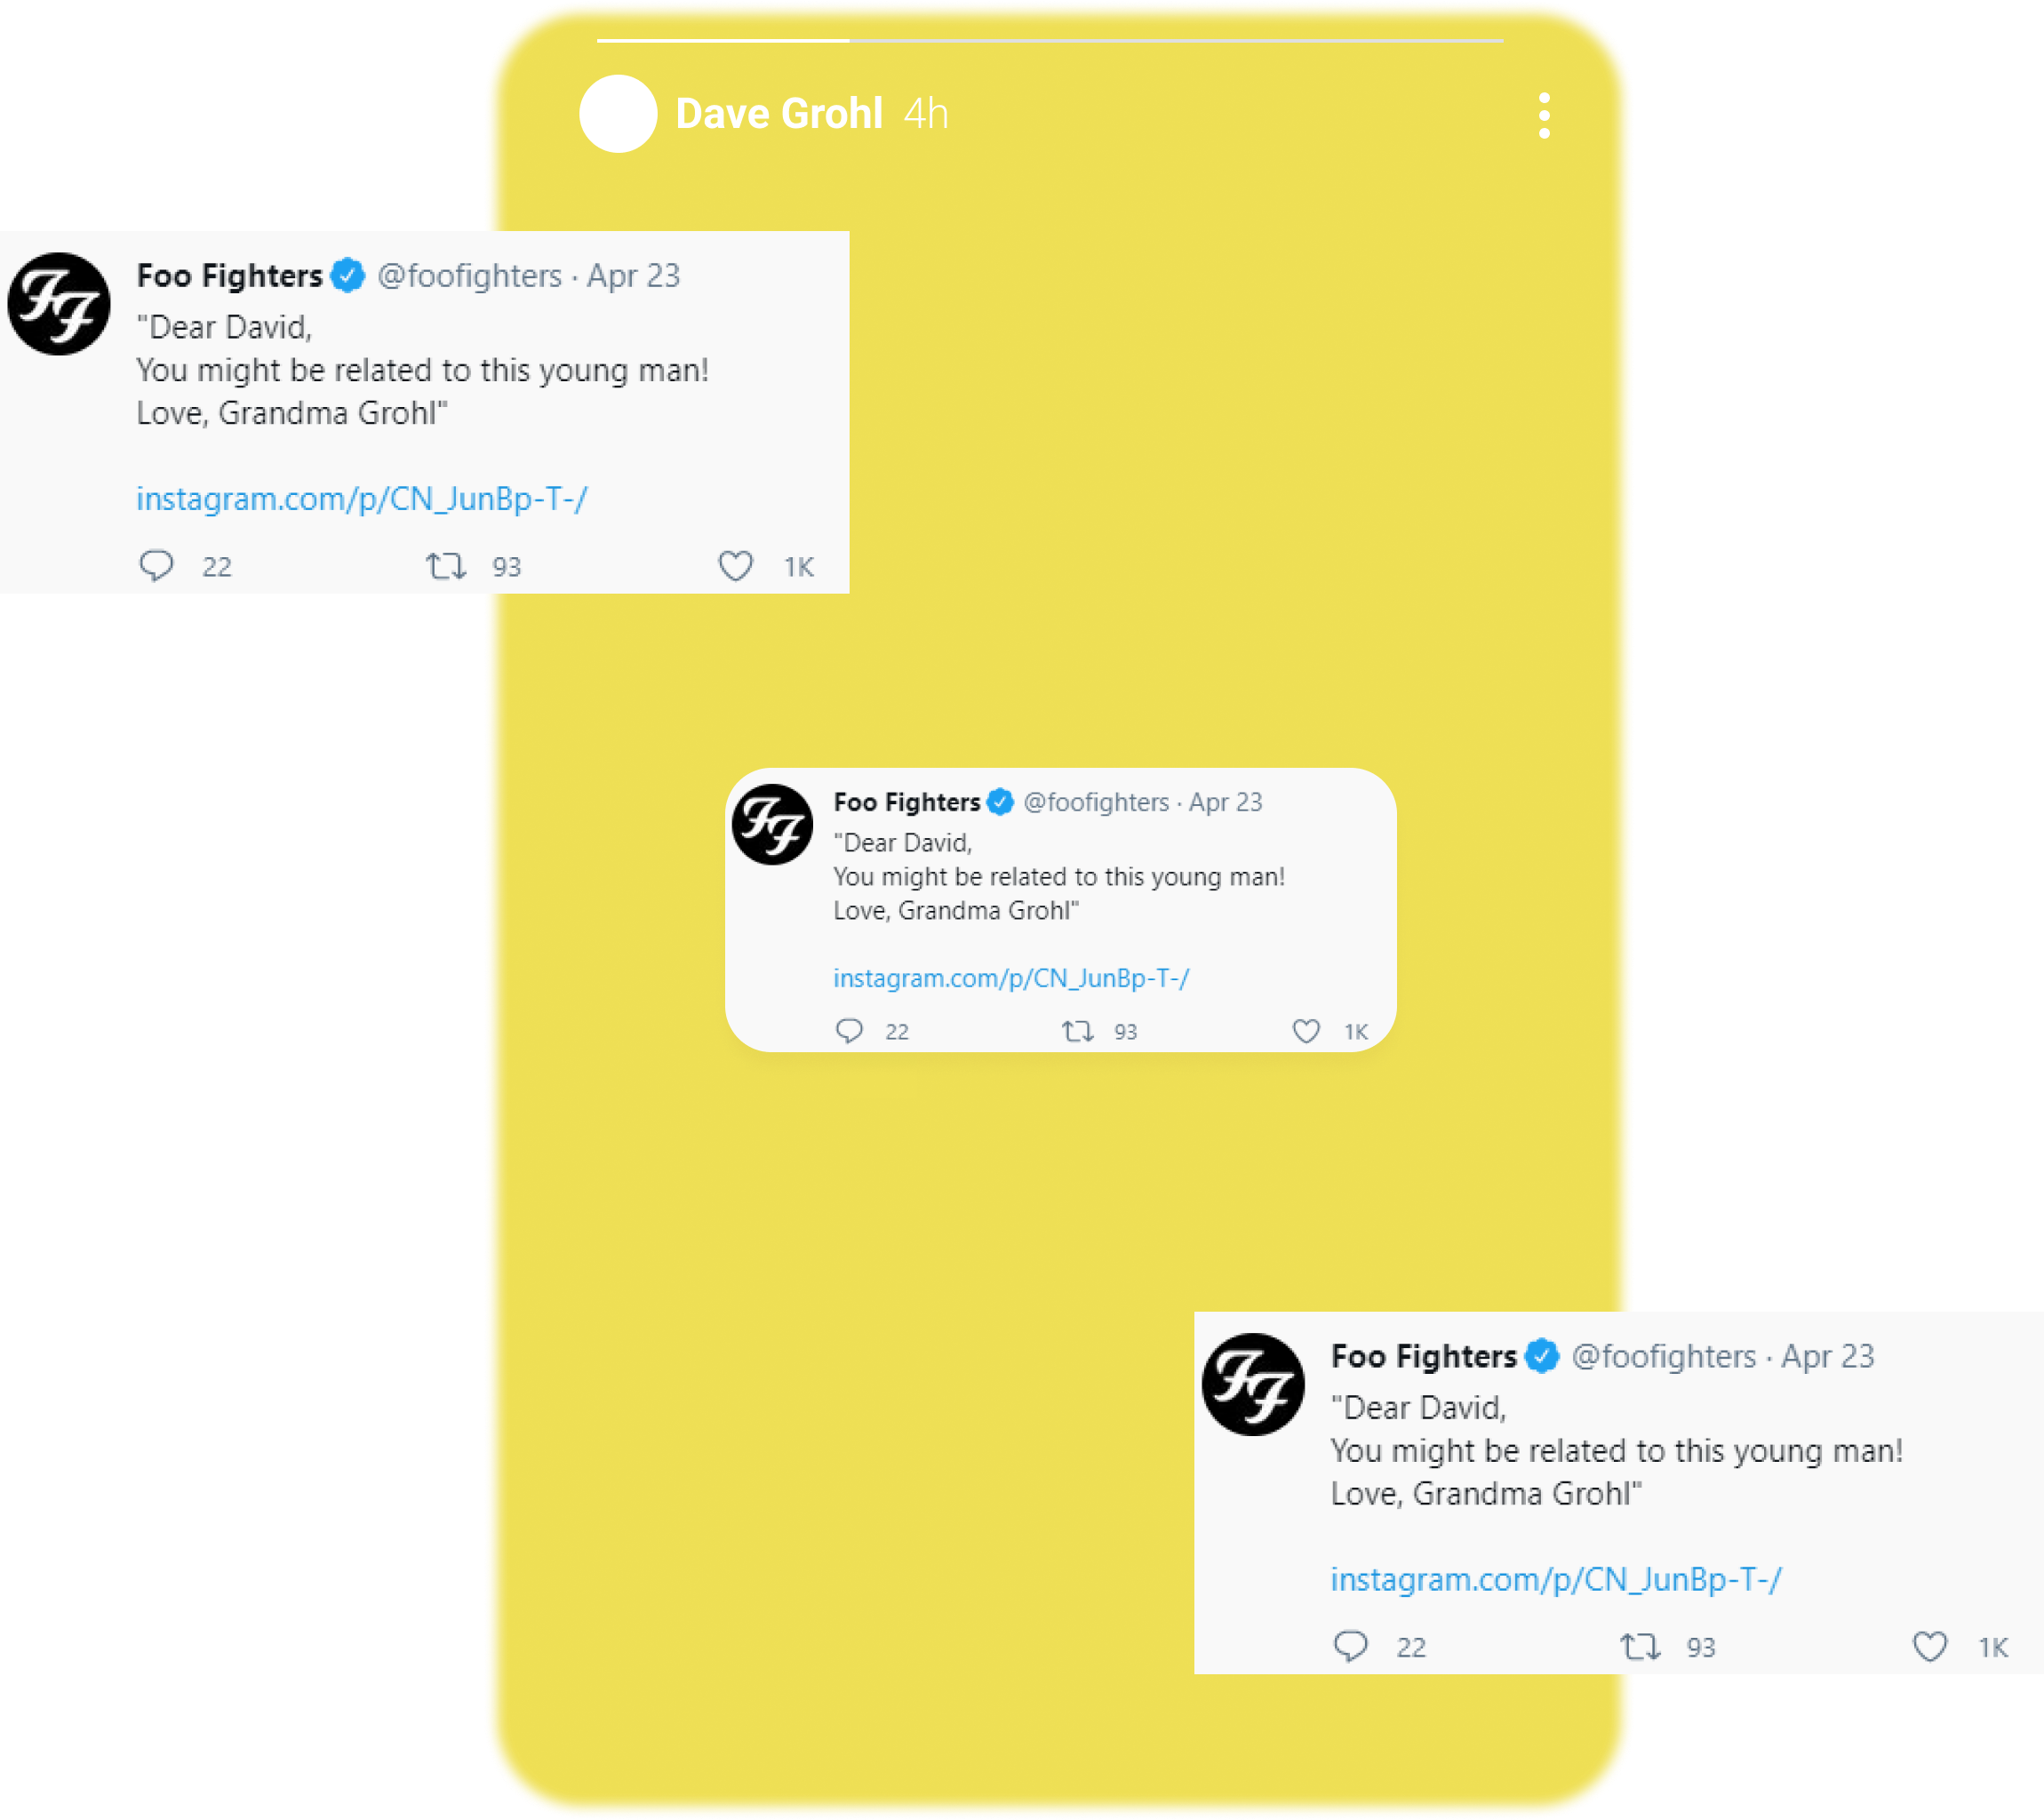 Dave Grohl 4h
Foo Fighters @foofighters · Apr 23
"Dear David,
You might be related to this young man!
Love, Grandma Grohl"
instagram.com/p/CN_JunBp-T-/
22 93 1K
Foo Fighters @foofighters · Apr 23
"Dear David,
You might be related to this young man!
Love, Grandma Grohl"
instagram.com/p/CN_JunBp-T-/
22 93 1K
Foo Fighters @foofighters · Apr 23
"Dear David,
You might be related to this young man!
Love, Grandma Grohl"
instagram.com/p/CN_JunBp-T-/
22 93 1K